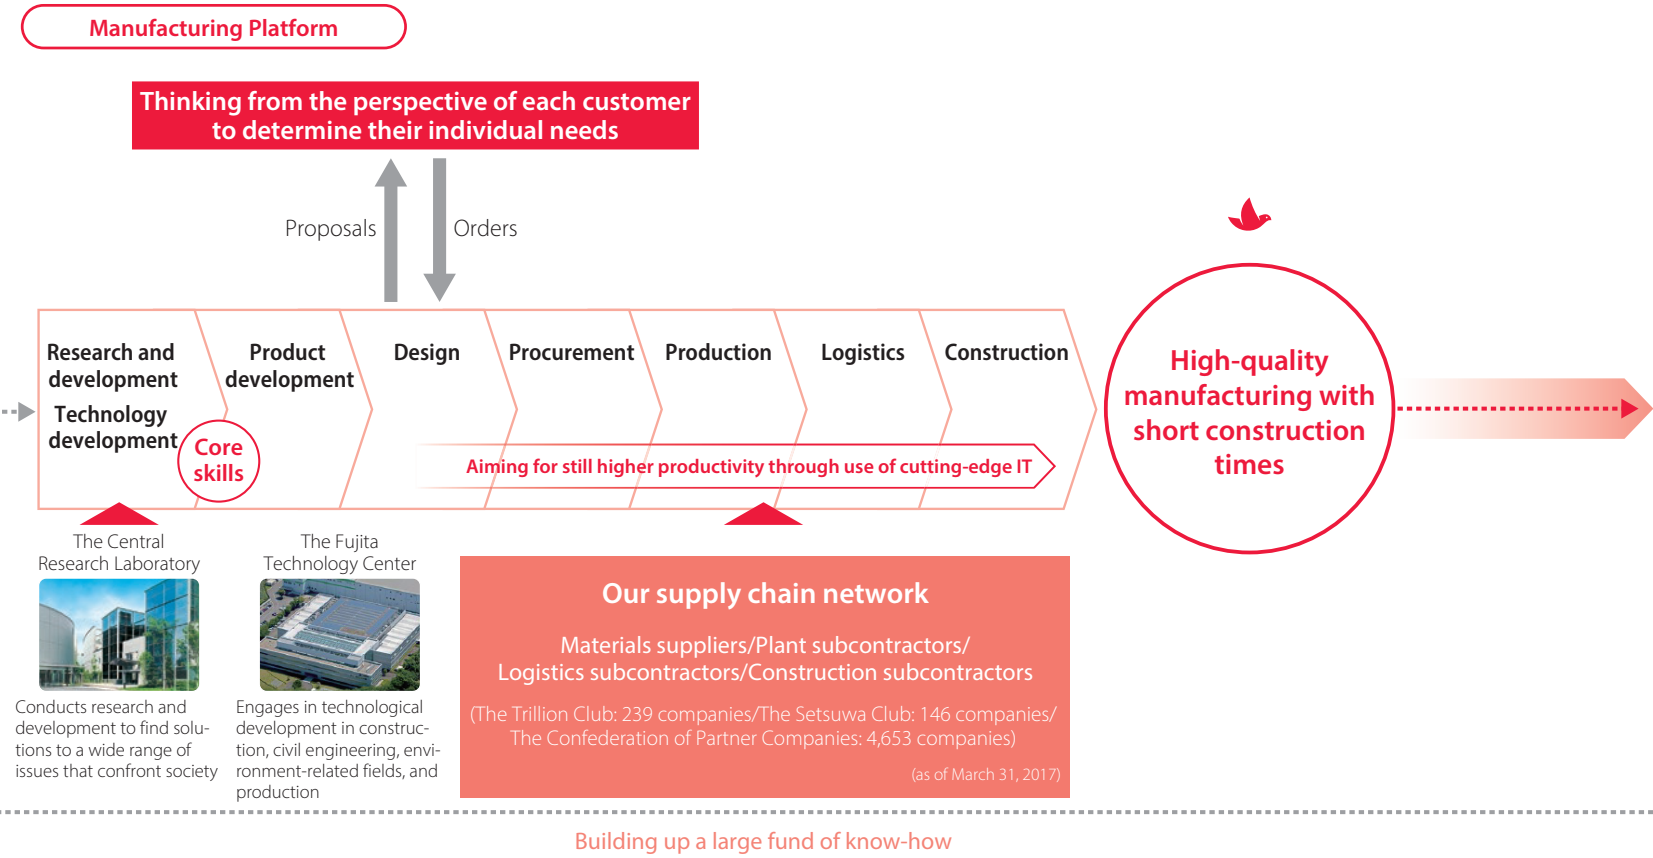 Manufacturing Platform
Thinking from the perspective of each customer
to determine their individual needs
Proposals
Orders
Research and
development
Technology
development
Core
skills
Product
development
Design
Procurement
Production
Logistics
Construction
Aiming for still higher productivity through use of cutting-edge IT
High-quality
manufacturing with
short construction
times
The Central
Research Laboratory
Conducts research and
development to find solu-
tions to a wide range of
issues that confront society
The Fujita
Technology Center
Engages in technological
development in construc-
tion, civil engineering, envi-
ronment-related fields, and
production
Our supply chain network
Materials suppliers/Plant subcontractors/
Logistics subcontractors/Construction subcontractors
(The Trillion Club: 239 companies/The Setsuwa Club: 146 companies/
The Confederation of Partner Companies: 4,653 companies)
(as of March 31, 2017)
Building up a large fund of know-how